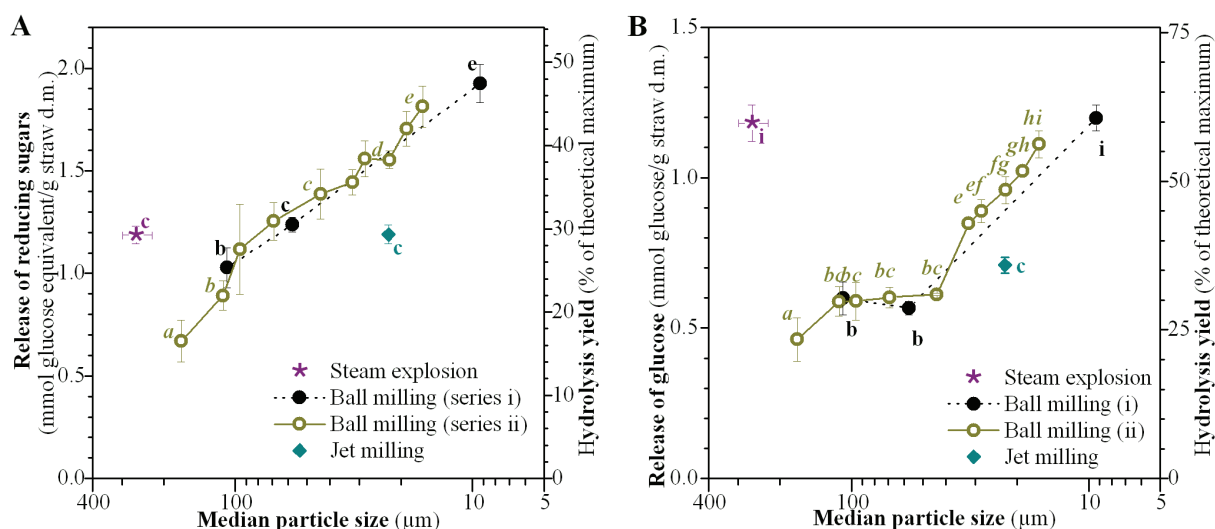 A
Release of reducing sugars
(mmol glucose equivalent/g straw d.m.)
2.0
1.5
1.0
0.5
0.0
400
100
10
5
Median particle size (µm)
50
40
30
20
10
0
Hydrolysis yield (% of theoretical maximum)
c
a
b
b
c
c
d
e
e
c
Steam explosion
Ball milling (series i)
Ball milling (series ii)
Jet milling
B
Release of glucose (mmol glucose/g straw d.m.)
1.5
1.0
0.5
0.0
400
100
10
5
Median particle size (µm)
75
50
25
0
Hydrolysis yield (% of theoretical maximum)
i
a
bc
bc
b
b
bc
e
ef
fg
gh
hi
i
c
Steam explosion
Ball milling (i)
Ball milling (ii)
Jet milling